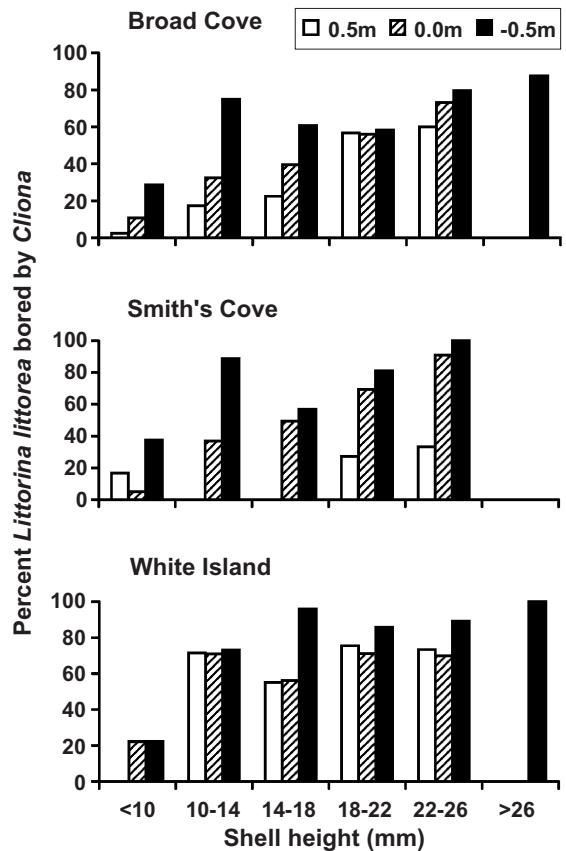 Broad Cove
0.5m 0.0m -0.5m
100
80
60
40
20
0
Smith's Cove
100
80
60
40
20
0
White Island
100
80
60
40
20
0
<10 10-14 14-18 18-22 22-26 >26
Shell height (mm)
Percent Littorina littorea bored by Cliona